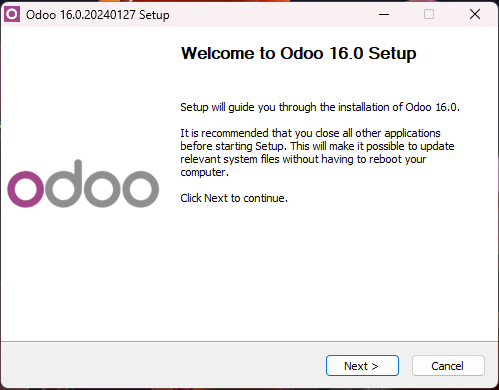 Odoo 16.0.20240127 Setup
Welcome to Odoo 16.0 Setup
Setup will guide you through the installation of Odoo 16.0.
It is recommended that you close all other applications
before starting Setup. This will make it possible to update
relevant system files without having to reboot your
computer.
Click Next to continue.
odoo
Next >
Cancel